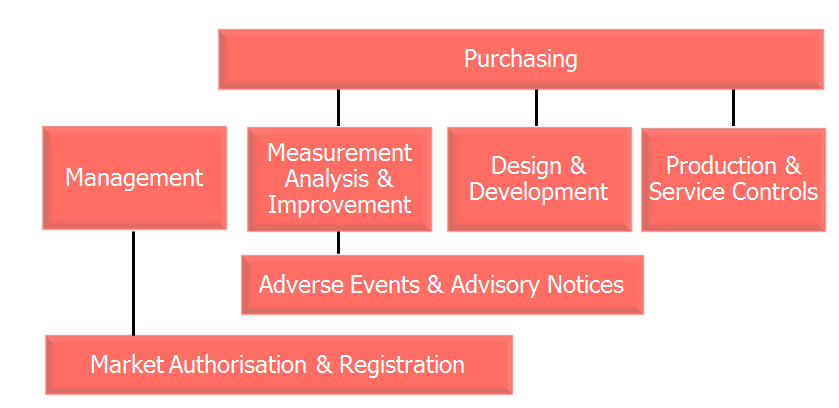 Purchasing
Management
Measurement
Analysis &
Improvement
Design &
Development
Production &
Service Controls
Adverse Events & Advisory Notices
Market Authorisation & Registration